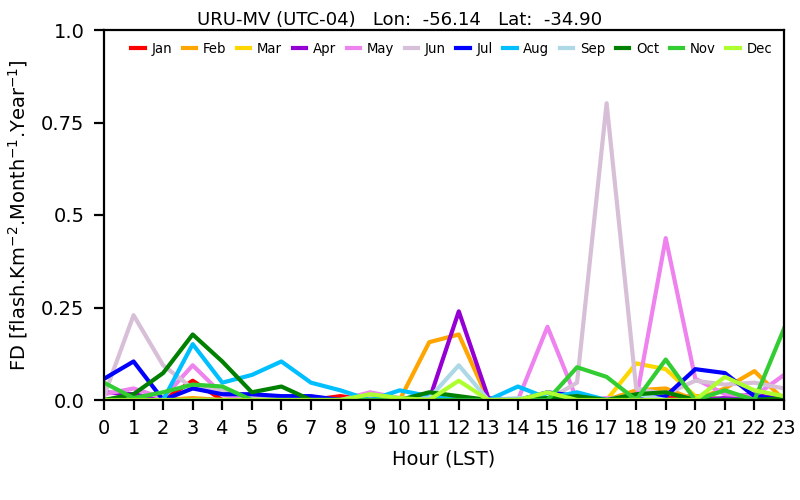 URU-MV (UTC-04)   Lon:  -56.14   Lat:  -34.90
Jan Feb Mar Apr May Jun Jul Aug Sep Oct Nov Dec
FD [flash.Km⁻².Month⁻¹.Year⁻¹]
1.0
0.75
0.5
0.25
0.0
0 1 2 3 4 5 6 7 8 9 10 11 12 13 14 15 16 17 18 19 20 21 22 23
Hour (LST)